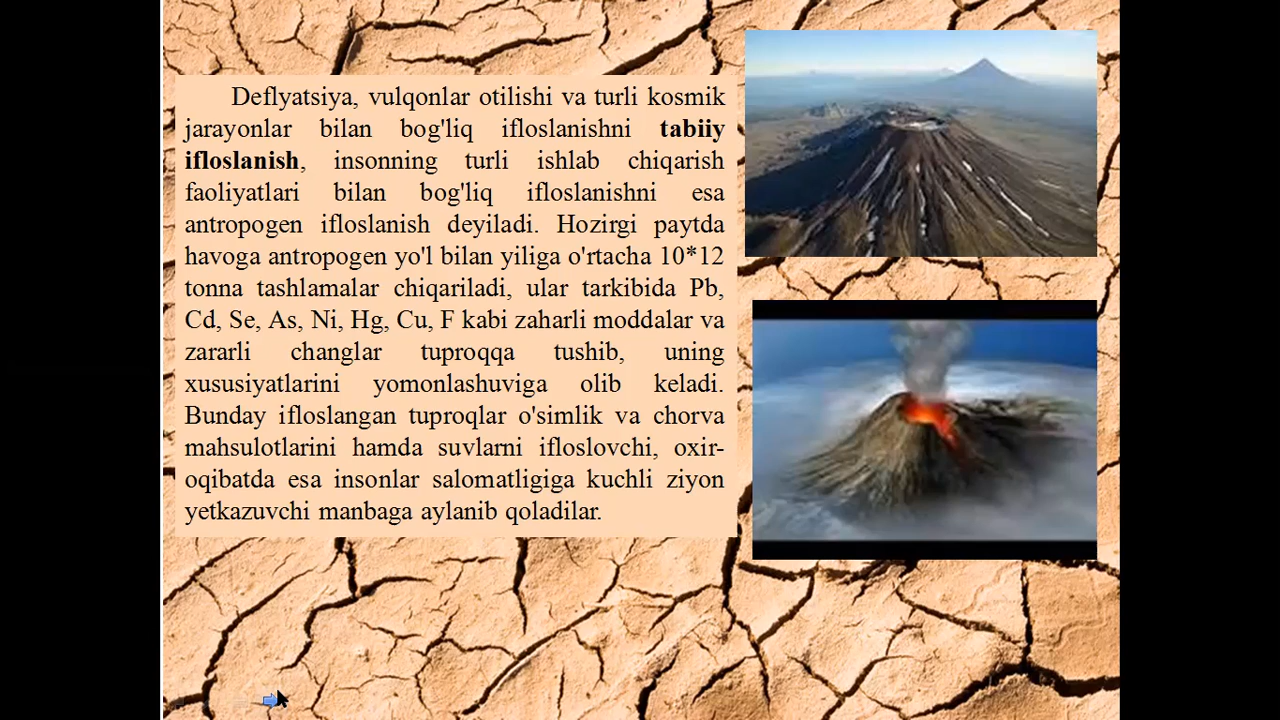 Deflyatsiya, vulqonlar otilishi va turli kosmik
jarayonlar bilan bog'liq ifloslanishni tabiiy
ifloslanish, insonning turli ishlab chiqarish
faoliyatlari bilan bog'liq ifloslanishni esa
antropogen ifloslanish deyiladi. Hozirgi paytda
havoga antropogen yo'l bilan yiliga o'rtacha 10*12
tonna tashlamalar chiqariladi, ular tarkibida Pb,
Cd, Se, As, Ni, Hg, Cu, F kabi zaharli moddalar va
zararli changlar tuproqqa tushib, uning
xususiyatlarini yomonlashuviga olib keladi.
Bunday ifloslangan tuproqlar o'simlik va chorva
mahsulotlarini hamda suvlarni ifloslovchi, oxir-
oqibatda esa insonlar salomatligiga kuchli ziyon
yetkazuvchi manbaga aylanib qoladilar.